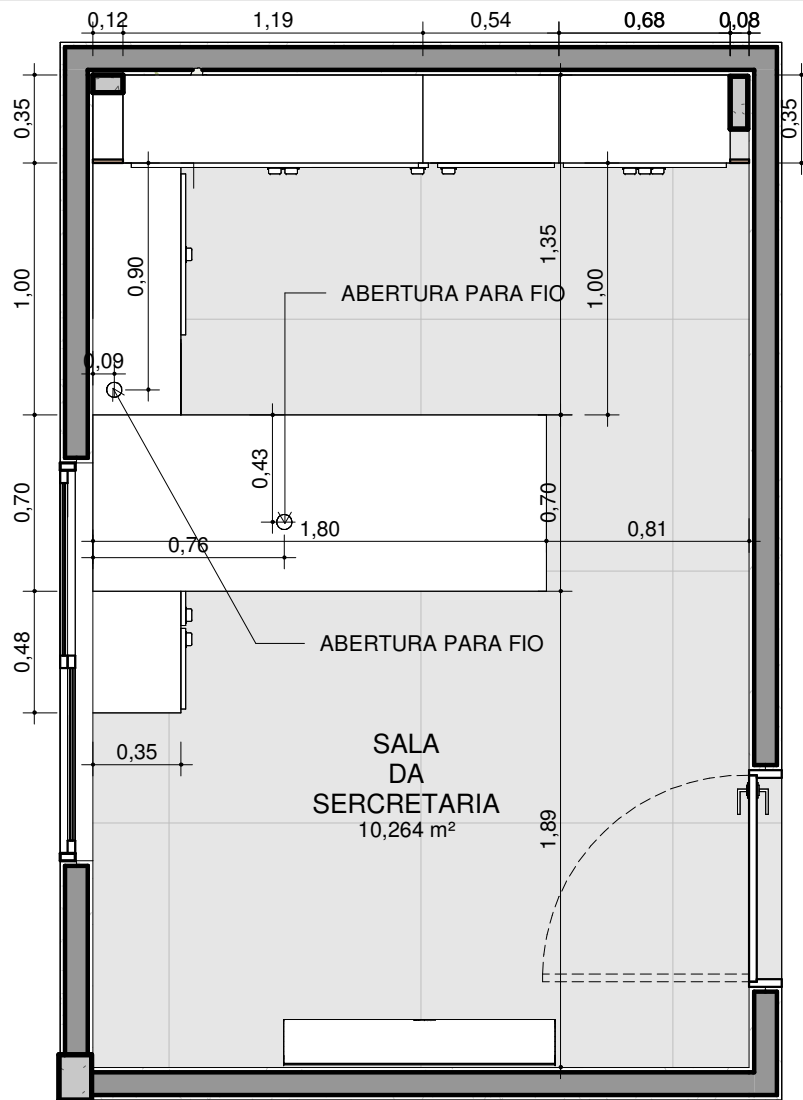 0,12 1,19 0,54 0,68 0,08
0,35
0,35
1,35
1,00
0,90
1,00
ABERTURA PARA FIO
0,09
0,43
0,70
0,70
1,80
0,81
0,76
ABERTURA PARA FIO
0,48
0,35
SALA
DA
SERCRETARIA
10,264 m²
1,89